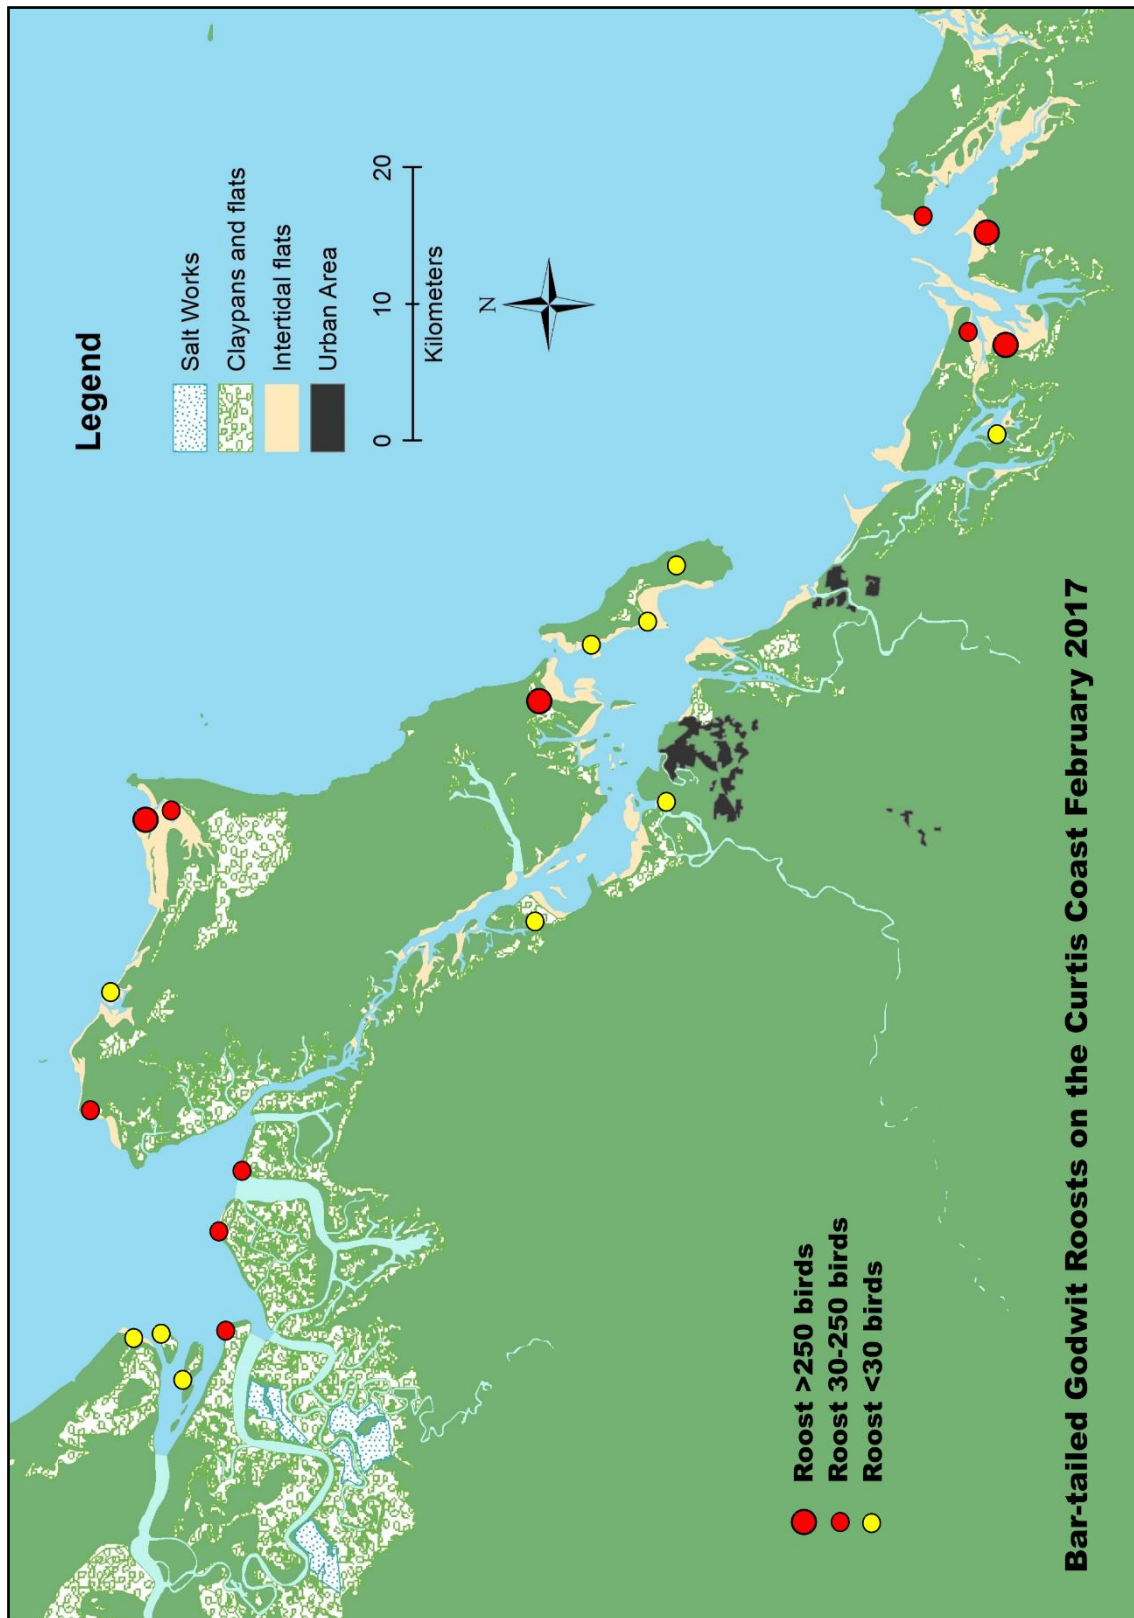 Legend
Salt Works
Claypans and flats
Intertidal flats
Urban Area
0 10 20
Kilometers
N
Roost >250 birds
Roost 30-250 birds
Roost <30 birds
Bar-tailed Godwit Roosts on the Curtis Coast February 2017